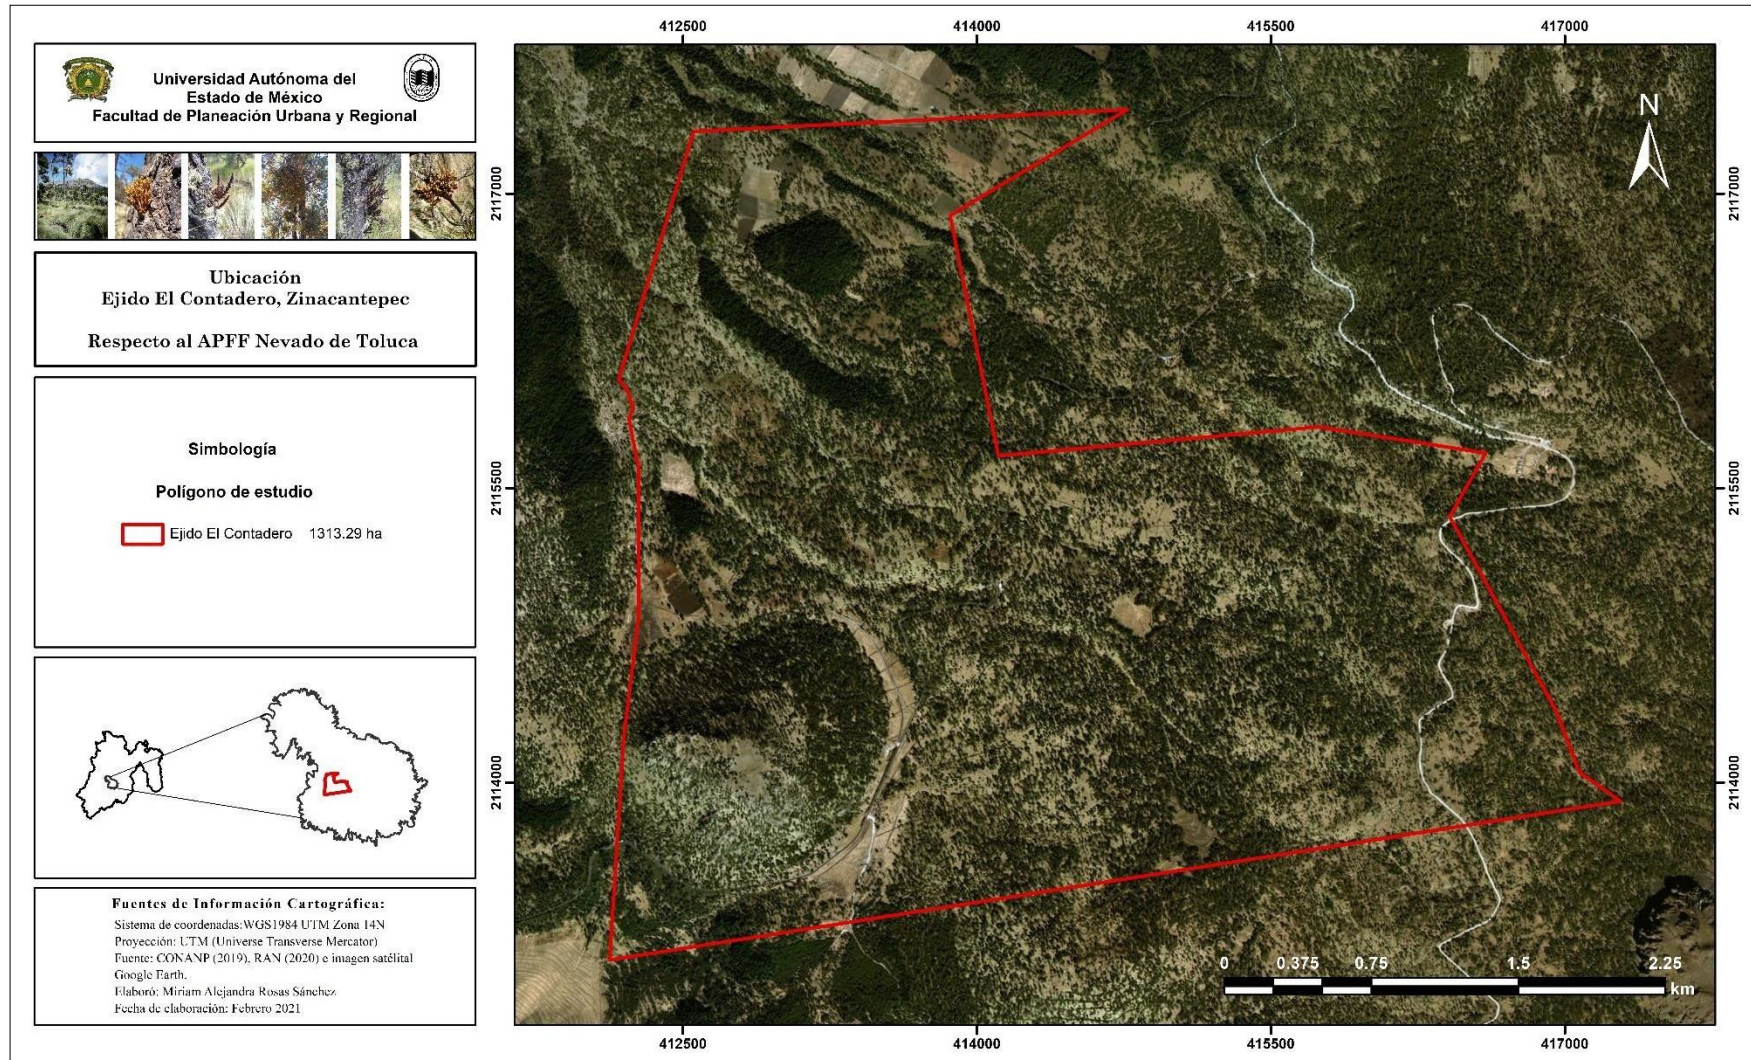 Universidad Autónoma del
Estado de México
Facultad de Planeación Urbana y Regional
Ubicación
Ejido El Contadero, Zinacantepec
Respecto al APFF Nevado de Toluca
Simbología
Polígono de estudio
Ejido El Contadero 1313.29 ha
Fuentes de Información Cartográfica:
Sistema de coordenadas:WGS1984 UTM Zona 14N
Proyección: UTM (Universe Transverse Mercator)
Fuente: CONANP (2019), RAN (2020) e imagen satélital
Google Earth.
Elaboró: Miriam Alejandra Rosas Sánchez
Fecha de elaboración: Febrero 2021
412500 414000 415500 417000
N
2117000 2117000
2115500 2115500
2114000 2114000
0 0.375 0.75 1.5 2.25
km
412500 414000 415500 417000